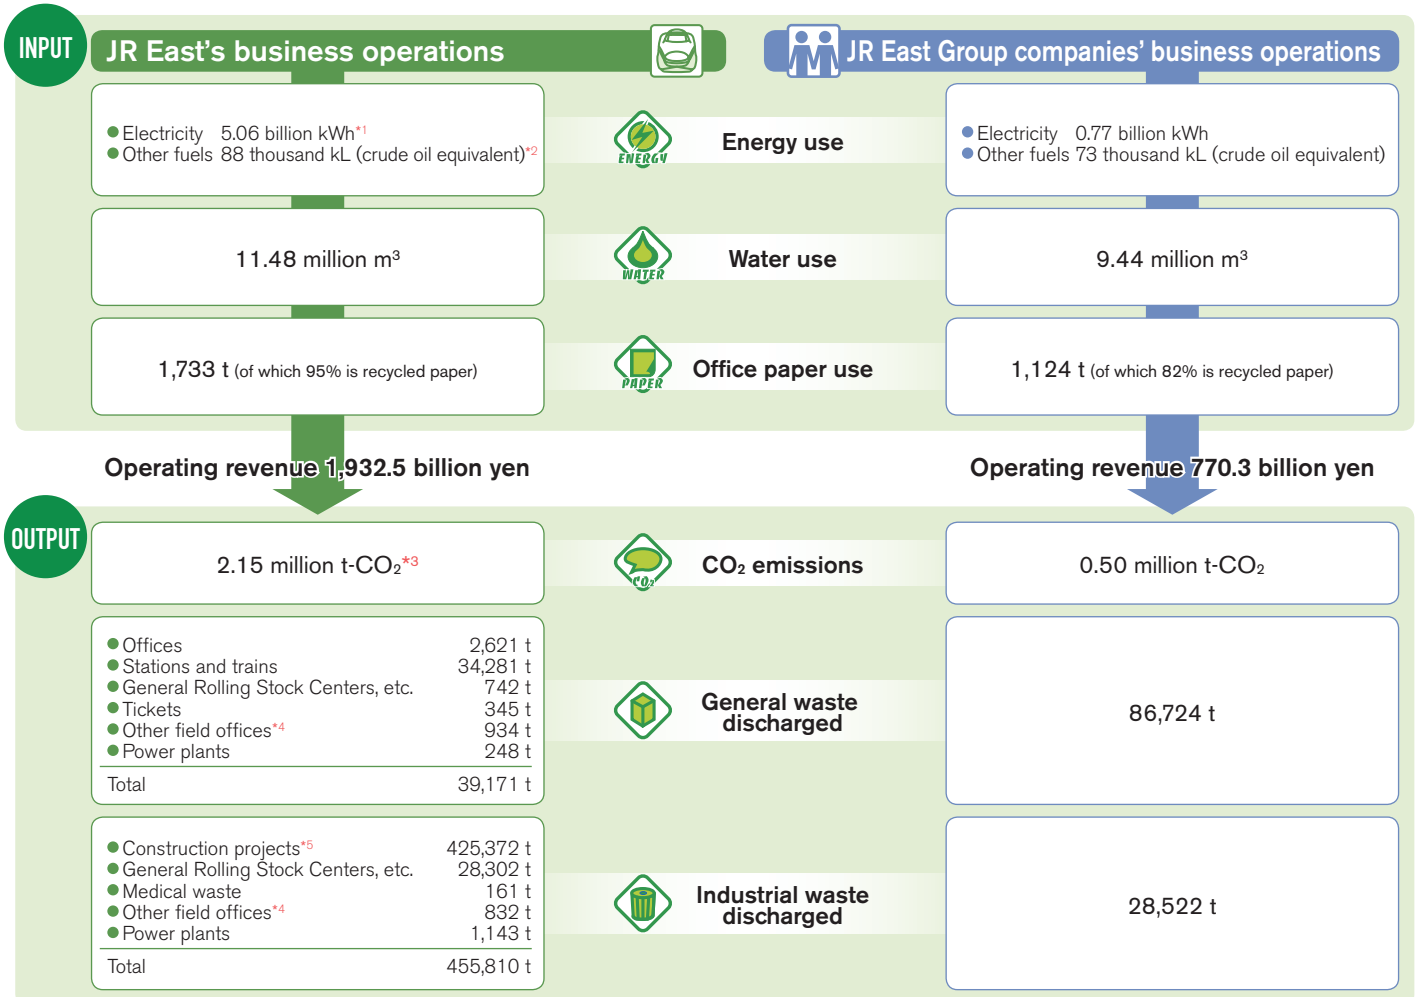 INPUT
JR East's business operations
JR East Group companies' business operations
● Electricity 5.06 billion kWh*1
● Other fuels 88 thousand kL (crude oil equivalent)*2
ENERGY
Energy use
● Electricity 0.77 billion kWh
● Other fuels 73 thousand kL (crude oil equivalent)
11.48 million m³
WATER
Water use
9.44 million m³
1,733 t (of which 95% is recycled paper)
PAPER
Office paper use
1,124 t (of which 82% is recycled paper)
Operating revenue 1,932.5 billion yen
Operating revenue 770.3 billion yen
OUTPUT
2.15 million t-CO₂*3
CO₂
CO₂ emissions
0.50 million t-CO₂
● Offices 2,621 t
● Stations and trains 34,281 t
● General Rolling Stock Centers, etc. 742 t
● Tickets 345 t
● Other field offices*4 934 t
● Power plants 248 t
Total 39,171 t
General waste
discharged
86,724 t
● Construction projects*5 425,372 t
● General Rolling Stock Centers, etc. 28,302 t
● Medical waste 161 t
● Other field offices*4 832 t
● Power plants 1,143 t
Total 455,810 t
Industrial waste
discharged
28,522 t